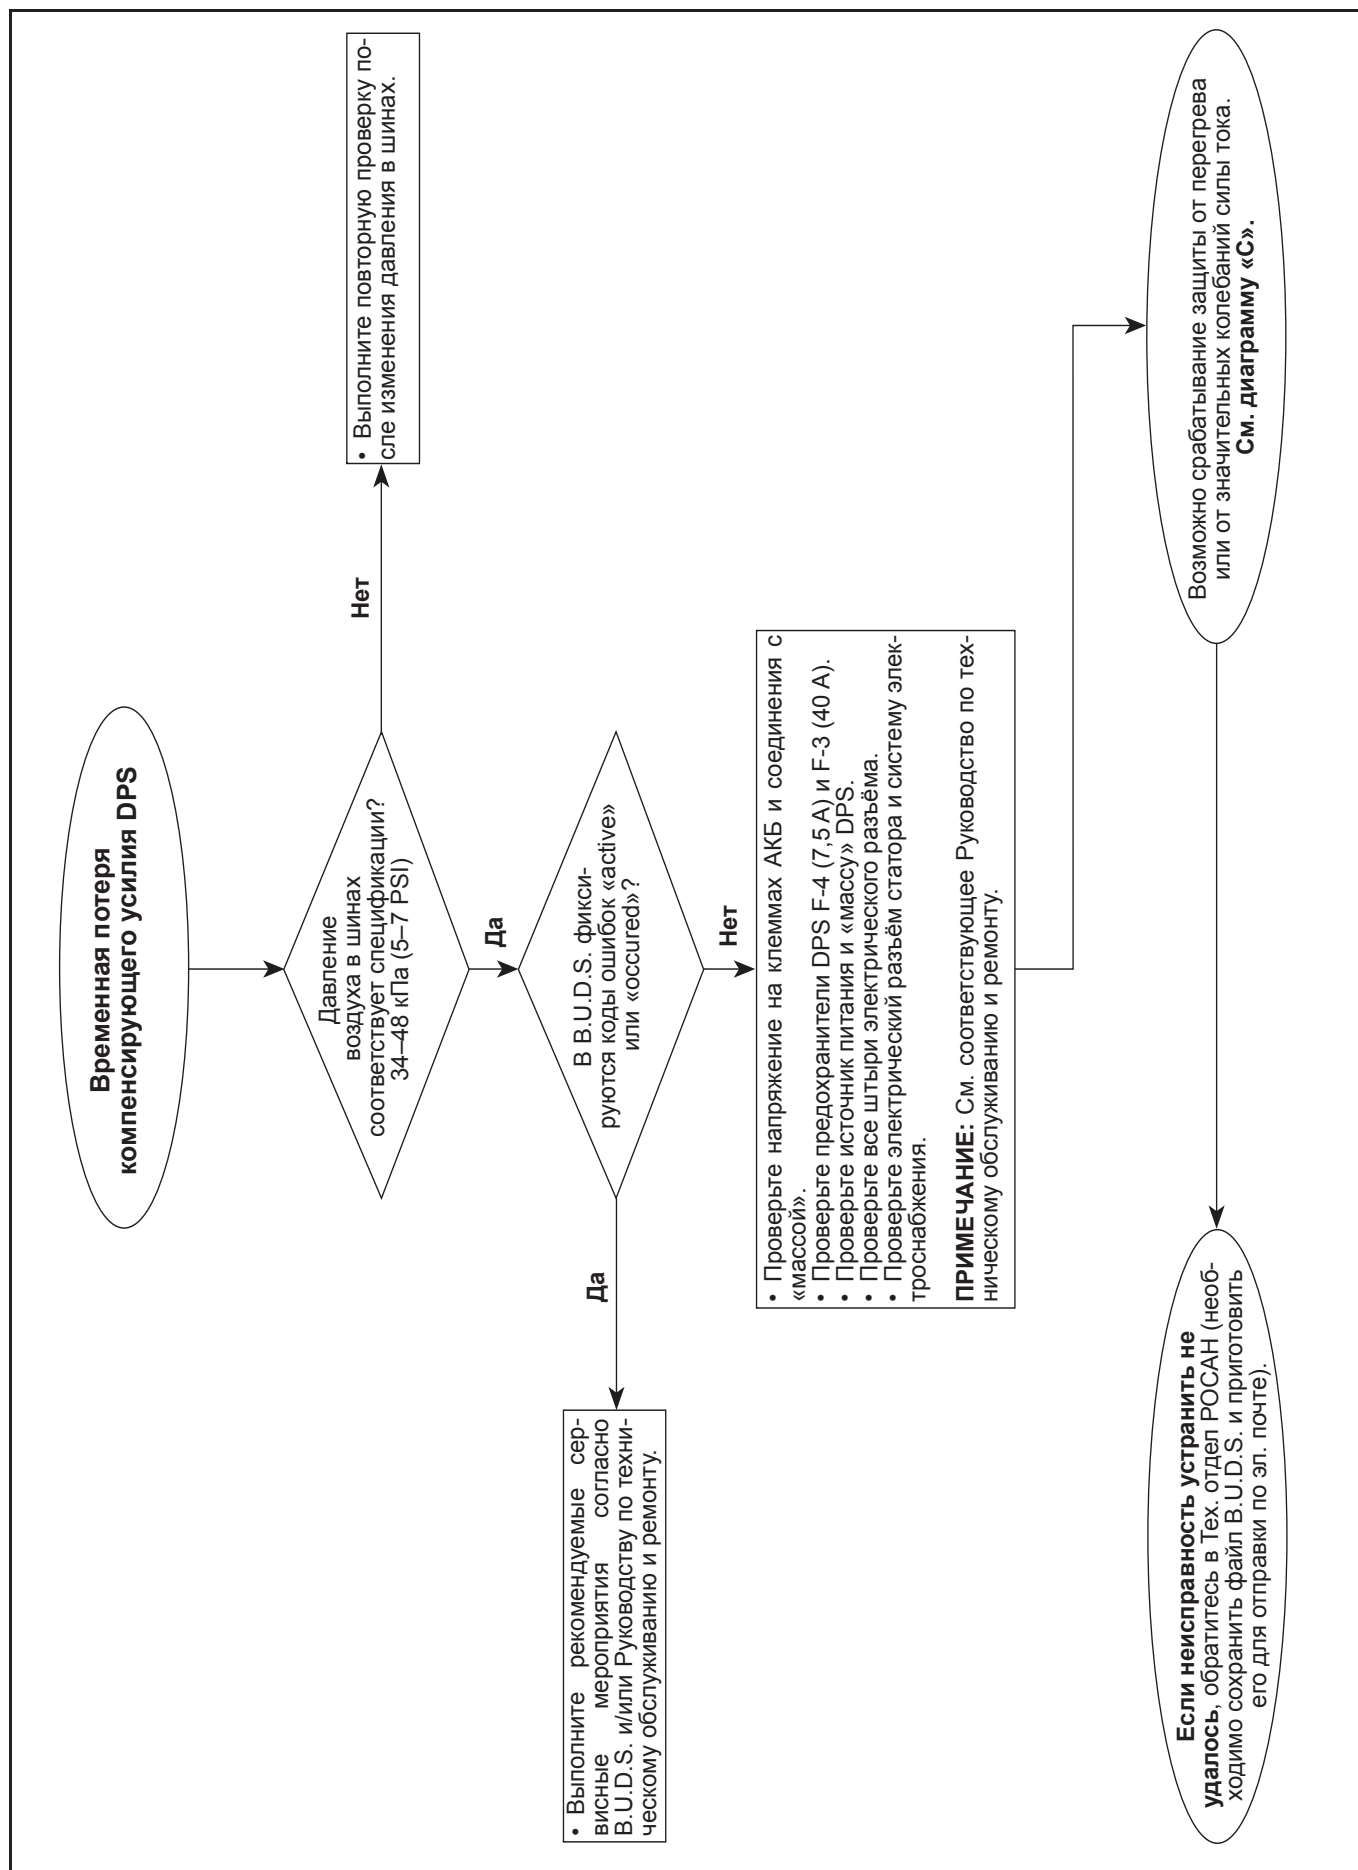 Временная потеря
компенсирующего усилия DPS
Давление
воздуха в шинах
соответствует спецификации?
34–48 кПа (5–7 PSI)
Нет
• Выполните повторную проверку по-
сле изменения давления в шинах.
Да
В B.U.D.S. фикси-
руются коды ошибок «active»
или «occured»?
Да
• Выполните рекомендуемые сер-
висные мероприятия согласно
B.U.D.S. и/или Руководству по техни-
ческому обслуживанию и ремонту.
Нет
• Проверьте напряжение на клеммах АКБ и соединения с
«массой».
• Проверьте предохранители DPS F-4 (7,5 А) и F-3 (40 А).
• Проверьте источник питания и «массу» DPS.
• Проверьте все штыри электрического разъёма.
• Проверьте электрический разъём статора и систему элек-
троснабжения.
ПРИМЕЧАНИЕ: См. соответствующее Руководство по тех-
ническому обслуживанию и ремонту.
Возможно срабатывание защиты от перегрева
или от значительных колебаний силы тока.
См. диаграмму «С».
Если неисправность устранить не
удалось, обратитесь в Тех. отдел РОСАН (необ-
ходимо сохранить файл B.U.D.S. и приготовить
его для отправки по эл. почте).